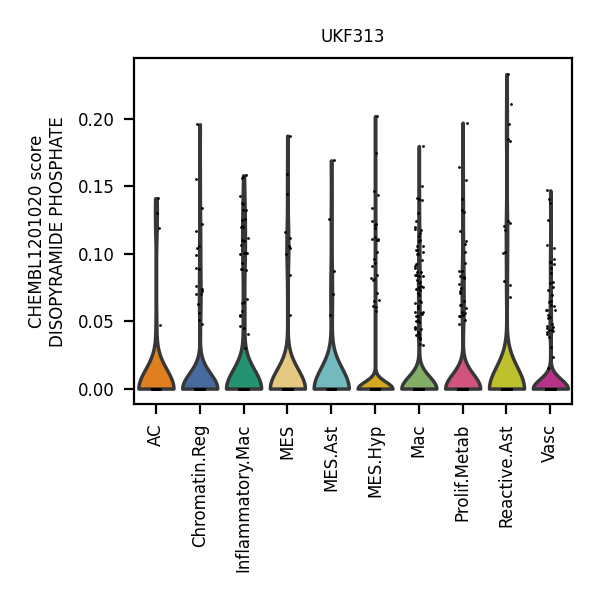 UKF313
CHEMBL1201020 score
DISOPYRAMIDE PHOSPHATE
0.20
0.15
0.10
0.05
0.00
AC
Chromatin.Reg
Inflammatory.Mac
MES
MES.Ast
MES.Hyp
Mac
Prolif.Metab
Reactive.Ast
Vasc